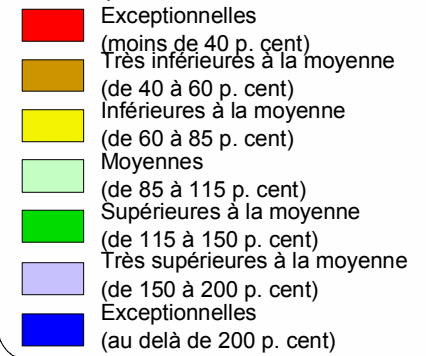 Exceptionnelles
(moins de 40 p. cent)
Très inférieures à la moyenne
(de 40 à 60 p. cent)
Inférieures à la moyenne
(de 60 à 85 p. cent)
Moyennes
(de 85 à 115 p. cent)
Supérieures à la moyenne
(de 115 à 150 p. cent)
Très supérieures à la moyenne
(de 150 à 200 p. cent)
Exceptionnelles
(au delà de 200 p. cent)